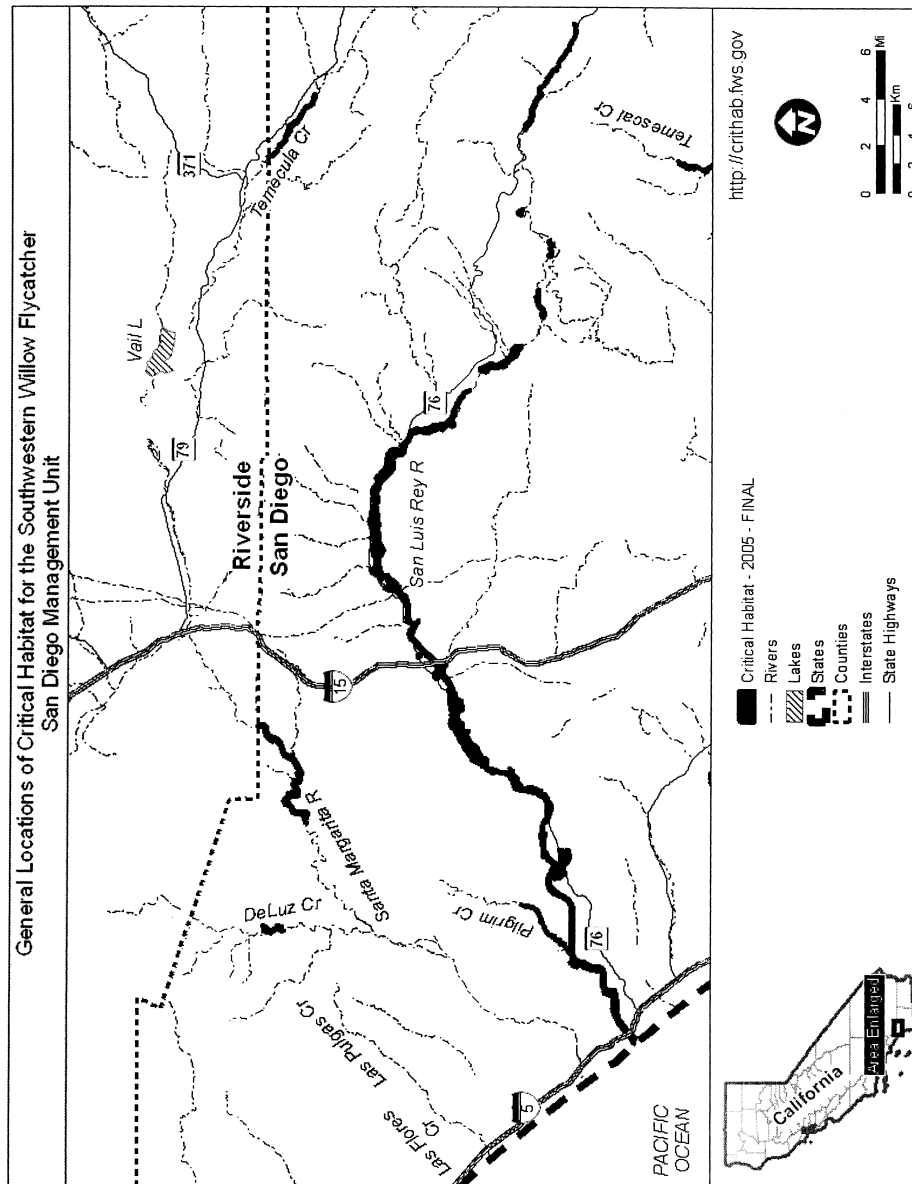 General Locations of Critical Habitat for the Southwestern Willow Flycatcher
San Diego Management Unit
371
Temecula Cr
Vail L
79
Riverside
San Diego
Temescal Cr
76
San Luis Rey R
15
Santa Margarita R
DeLuz Cr
Pilgrim Cr
76
Las Pulgas Cr
Las Flores
Cr
5
PACIFIC
OCEAN
California
Area Enlarged
Critical Habitat - 2005 - FINAL
Rivers
Lakes
States
Counties
Interstates
State Highways
http://crithab.fws.gov
N
0 2 4 6
Mi
Km